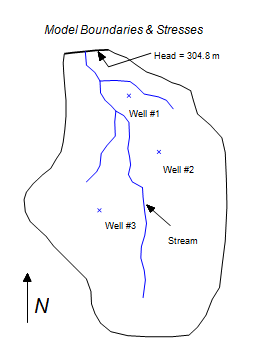 Model Boundaries & Stresses
Head = 304.8 m
Well #1
Well #2
Well #3
Stream
N